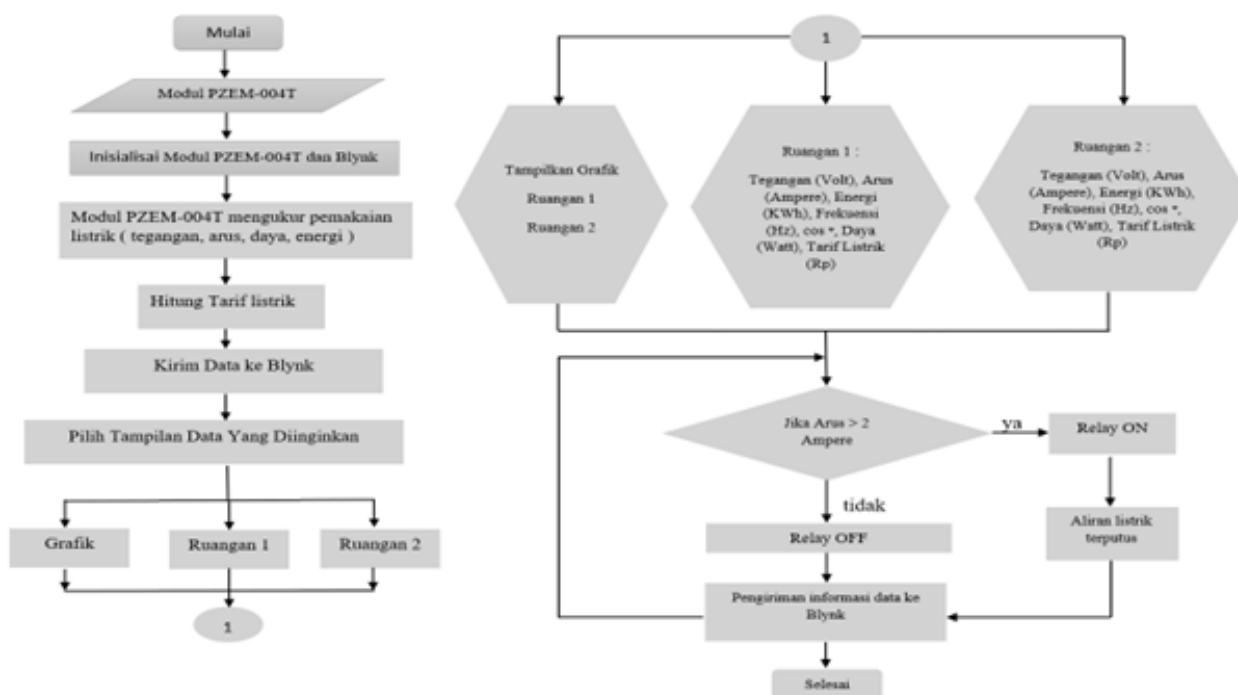 Mulai
Modul PZEM-004T
Inisialisai Modul PZEM-004T dan Blynk
Modul PZEM-004T mengukur pemakaian
listrik ( tegangan, arus, daya, energi )
Hitung Tarif listrik
Kirim Data ke Blynk
Pilih Tampilan Data Yang Diinginkan
Grafik
Ruangan 1
Ruangan 2
1
1
Tampilkan Grafik
Ruangan 1
Ruangan 2
Ruangan 1 :
Tegangan (Volt), Arus
(Ampere), Energi
(KWh), Frekuensi
(Hz), cos *, Daya
(Watt), Tarif Listrik
(Rp)
Ruangan 2 :
Tegangan (Volt), Arus
(Ampere), Energi (KWh),
Frekuensi (Hz), cos *,
Daya (Watt), Tarif Listrik
(Rp)
Jika Arus > 2
Ampere
ya
Relay ON
tidak
Aliran listrik
terputus
Relay OFF
Pengiriman informasi data ke
Blynk
Selesai